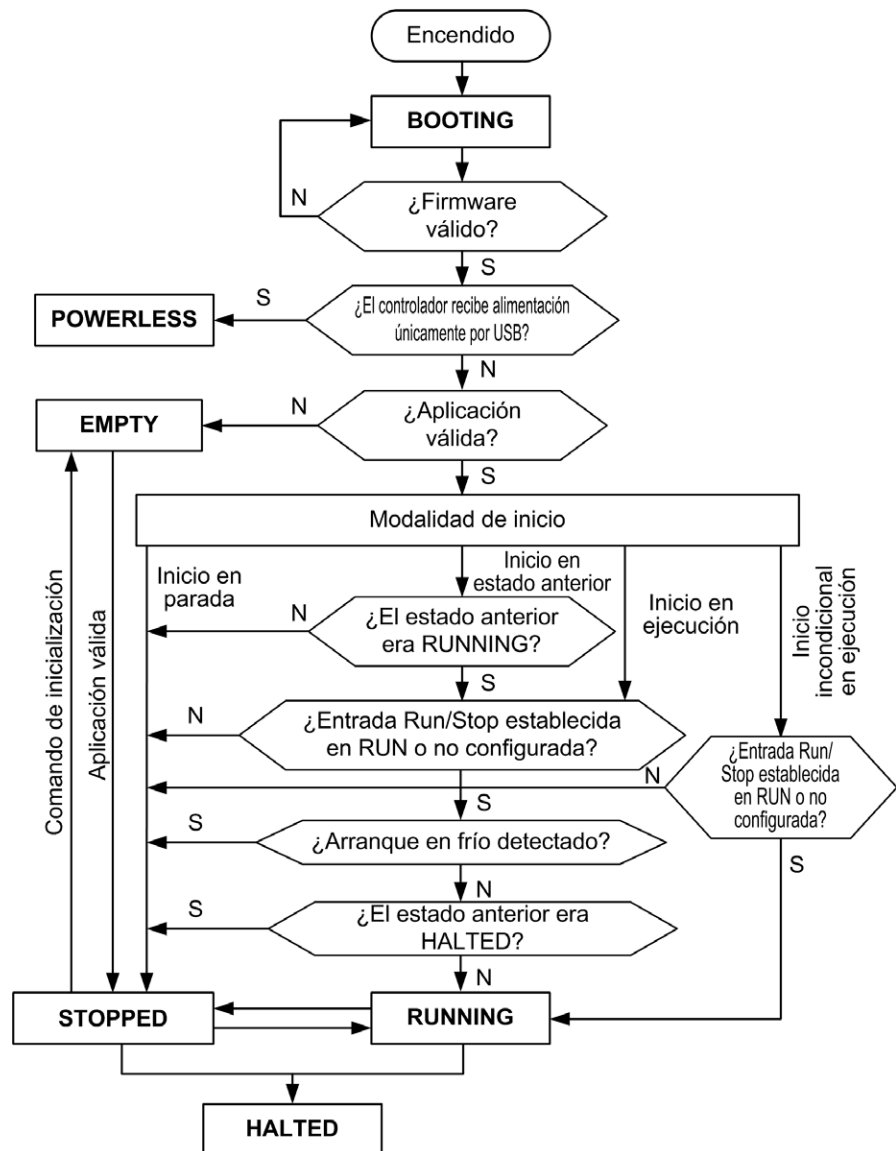 Encendido
BOOTING
N
¿Firmware
válido?
S
S
¿El controlador recibe alimentación
únicamente por USB?
POWERLESS
N
N
¿Aplicación
válida?
EMPTY
S
Modalidad de inicio
Inicio en
parada
Inicio en
estado anterior
Inicio en
ejecución
Inicio
incondicional
en ejecución
N
¿El estado anterior
era RUNNING?
S
Comando de inicialización
Aplicación válida
N
¿Entrada Run/Stop establecida
en RUN o no configurada?
N
¿Entrada Run/
Stop establecida
en RUN o no
configurada?
S
S
¿Arranque en frío detectado?
S
N
S
¿El estado anterior era
HALTED?
N
STOPPED
RUNNING
HALTED